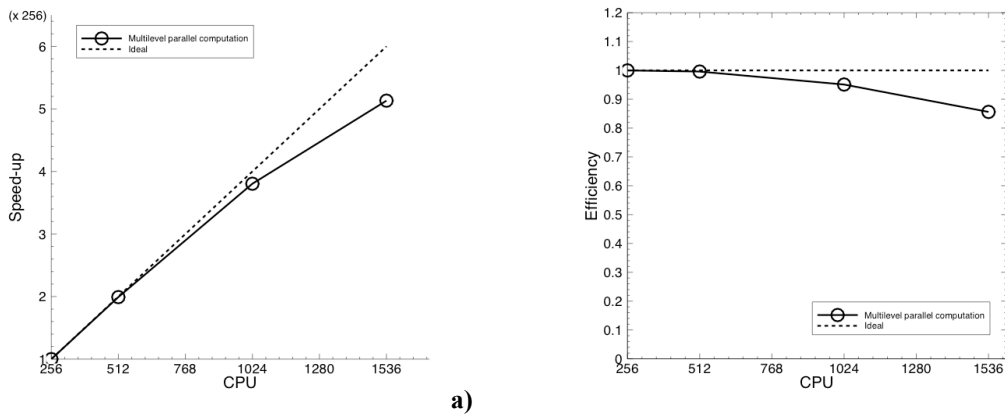 (x 256)
Multilevel parallel computation
Ideal
6
5
4
3
2
1
Speed-up
256 512 768 1024 1280 1536
CPU
1.2
1.1
1
0.9
0.8
0.7
0.6
0.5
0.4
0.3
0.2
0.1
0
Efficiency
Multilevel parallel computation
Ideal
256 512 768 1024 1280 1536
CPU
a)